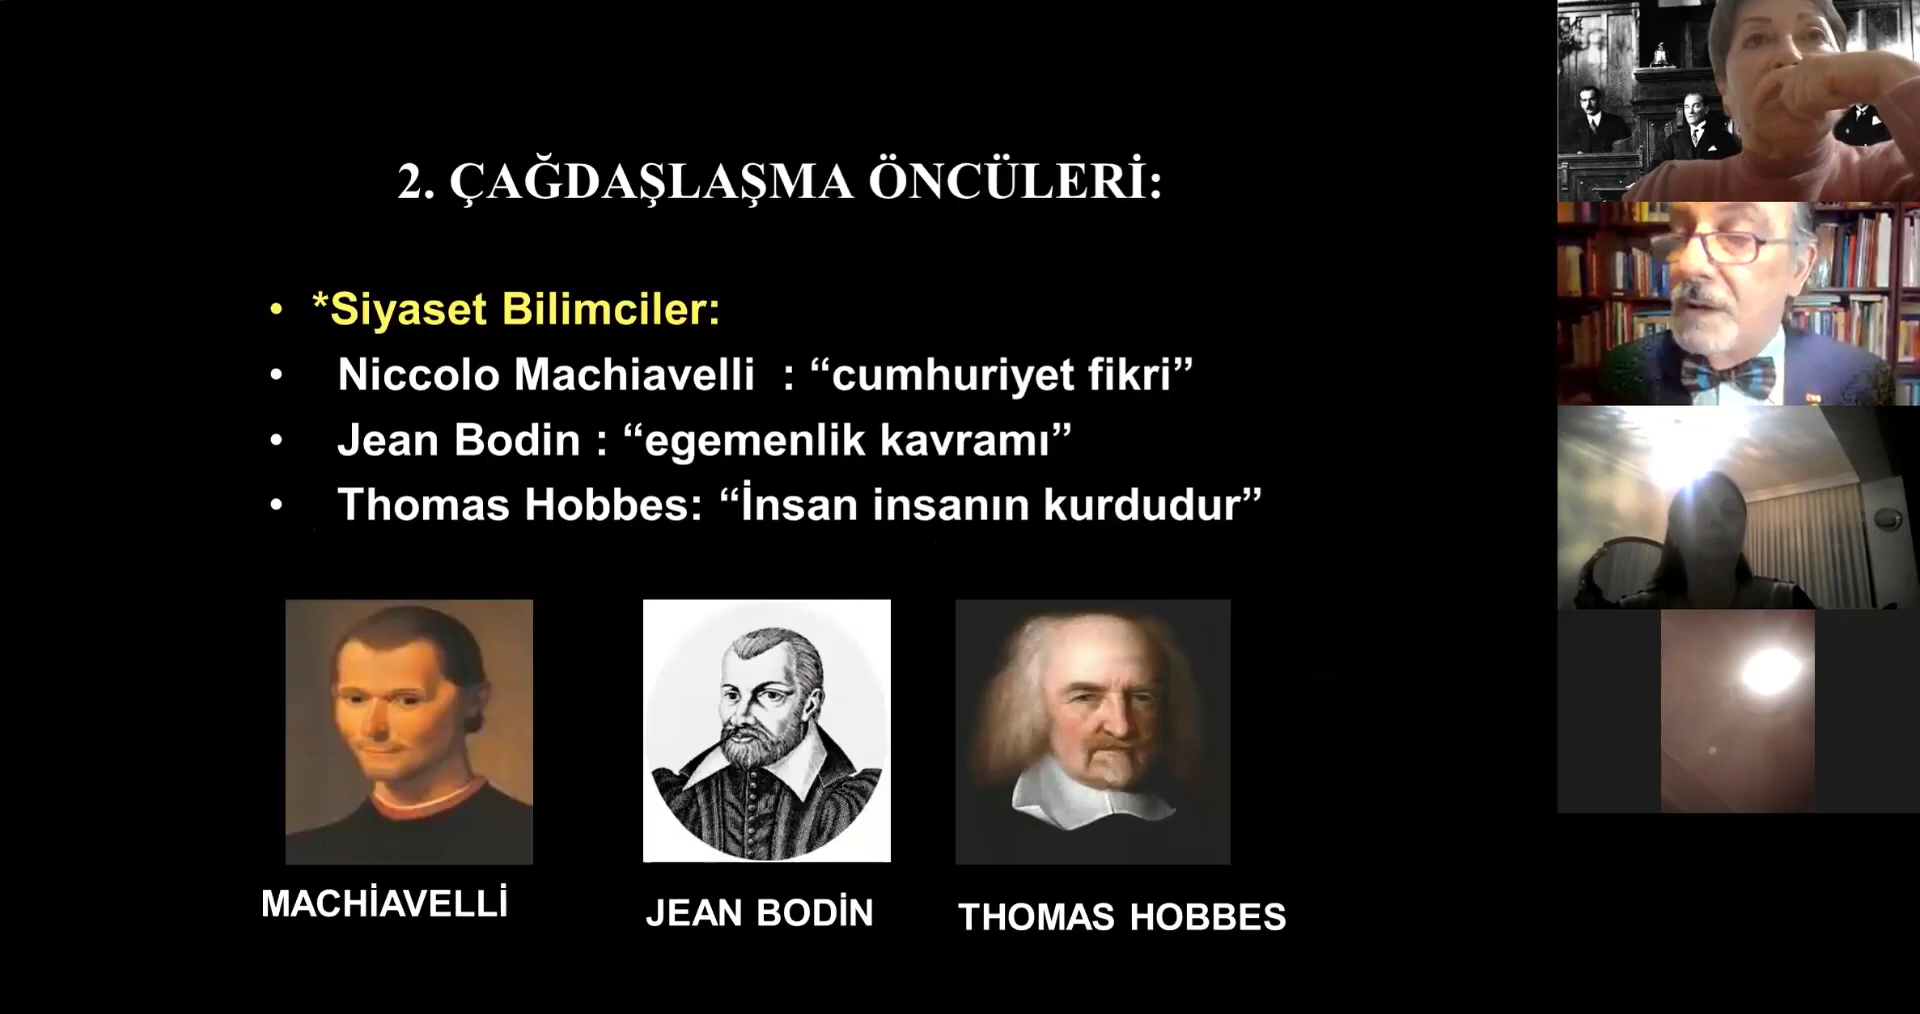 2. ÇAĞDAŞLAŞMA ÖNCÜLERİ:
• *Siyaset Bilimciler:
• Niccolo Machiavelli : “cumhuriyet fikri”
• Jean Bodin : “egemenlik kavramı”
• Thomas Hobbes: “İnsan insanın kurdudur”
MACHİAVELLİ
JEAN BODİN
THOMAS HOBBES